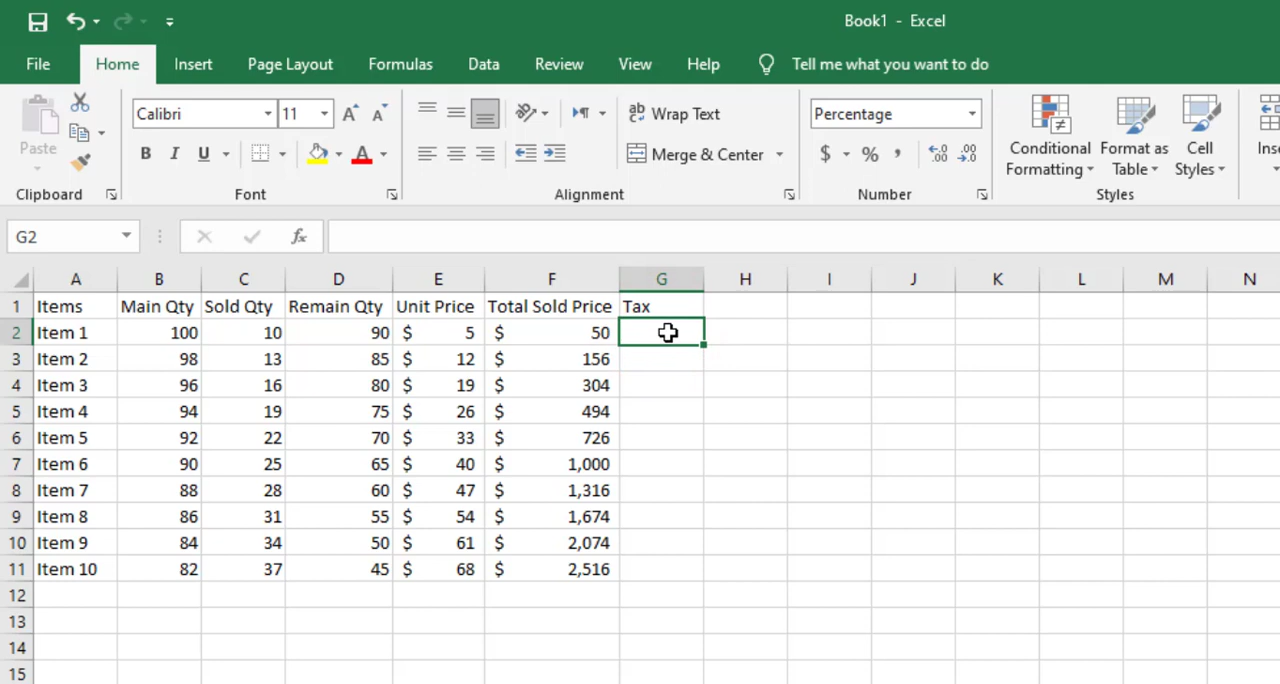 Book1 - Excel
File Home Insert Page Layout Formulas Data Review View Help Tell me what you want to do
Calibri 11 Wrap Text Percentage
Paste B I U Merge & Center $ % , Conditional Formatting Format as Table Cell Styles
Clipboard Font Alignment Number Styles
G2 fx
A B C D E F G H I J K L M N
1 Items Main Qty Sold Qty Remain Qty Unit Price Total Sold Price Tax
2 Item 1 100 10 90 $ 5 $ 50
3 Item 2 98 13 85 $ 12 $ 156
4 Item 3 96 16 80 $ 19 $ 304
5 Item 4 94 19 75 $ 26 $ 494
6 Item 5 92 22 70 $ 33 $ 726
7 Item 6 90 25 65 $ 40 $ 1,000
8 Item 7 88 28 60 $ 47 $ 1,316
9 Item 8 86 31 55 $ 54 $ 1,674
10 Item 9 84 34 50 $ 61 $ 2,074
11 Item 10 82 37 45 $ 68 $ 2,516
12
13
14
15